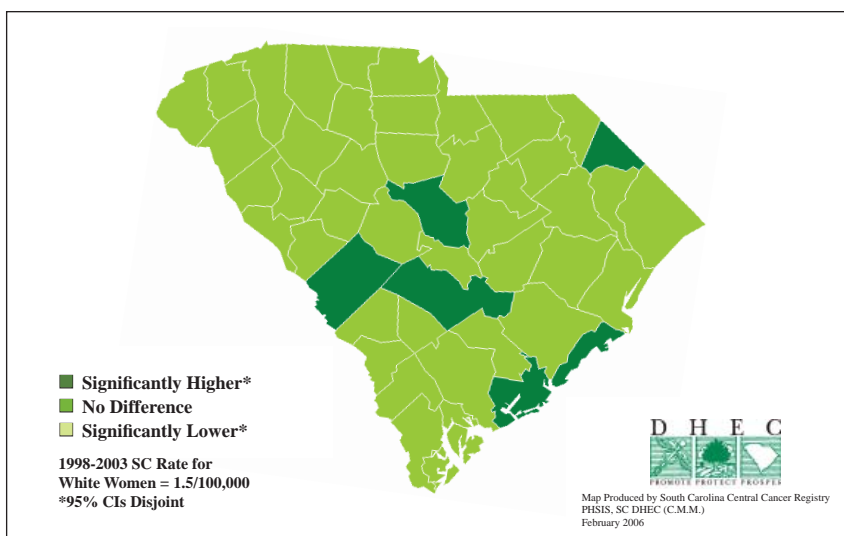 Significantly Higher*
No Difference
Significantly Lower*
1998-2003 SC Rate for
White Women = 1.5/100,000
*95% CIs Disjoint
D H E C
PROMOTE PROTECT PROSPER
Map Produced by South Carolina Central Cancer Registry
PHSIS, SC DHEC (C.M.M.)
February 2006